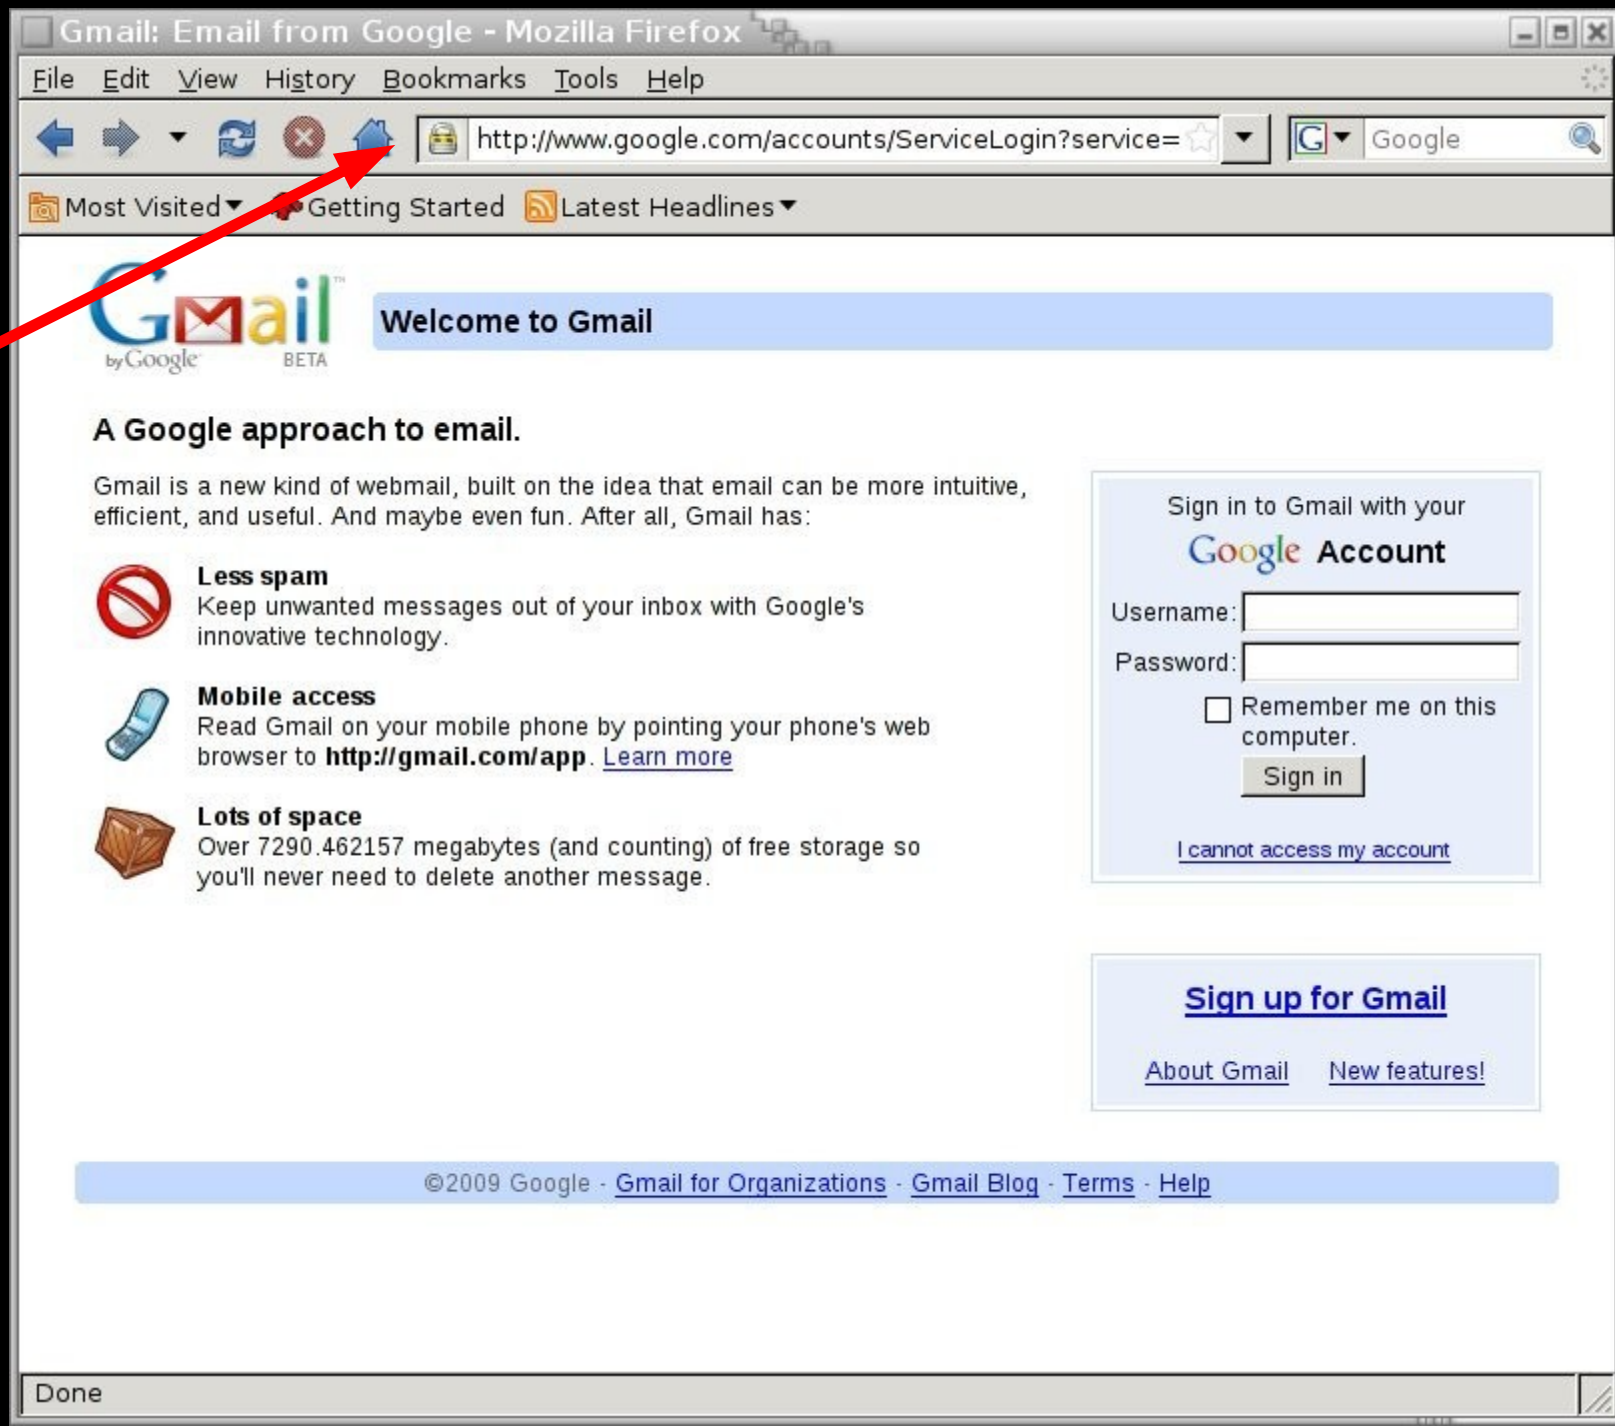 Gmail: Email from Google - Mozilla Firefox
File Edit View History Bookmarks Tools Help
http://www.google.com/accounts/ServiceLogin?service=
G Google
Most Visited Getting Started Latest Headlines
Gmail™
by Google BETA
Welcome to Gmail
A Google approach to email.
Gmail is a new kind of webmail, built on the idea that email can be more intuitive,
efficient, and useful. And maybe even fun. After all, Gmail has:
Less spam
Keep unwanted messages out of your inbox with Google's
innovative technology.
Mobile access
Read Gmail on your mobile phone by pointing your phone's web
browser to http://gmail.com/app. Learn more
Lots of space
Over 7290.462157 megabytes (and counting) of free storage so
you'll never need to delete another message.
Sign in to Gmail with your
Google Account
Username:
Password:
Remember me on this
computer.
Sign in
I cannot access my account
Sign up for Gmail
About Gmail New features!
©2009 Google - Gmail for Organizations - Gmail Blog - Terms - Help
Done